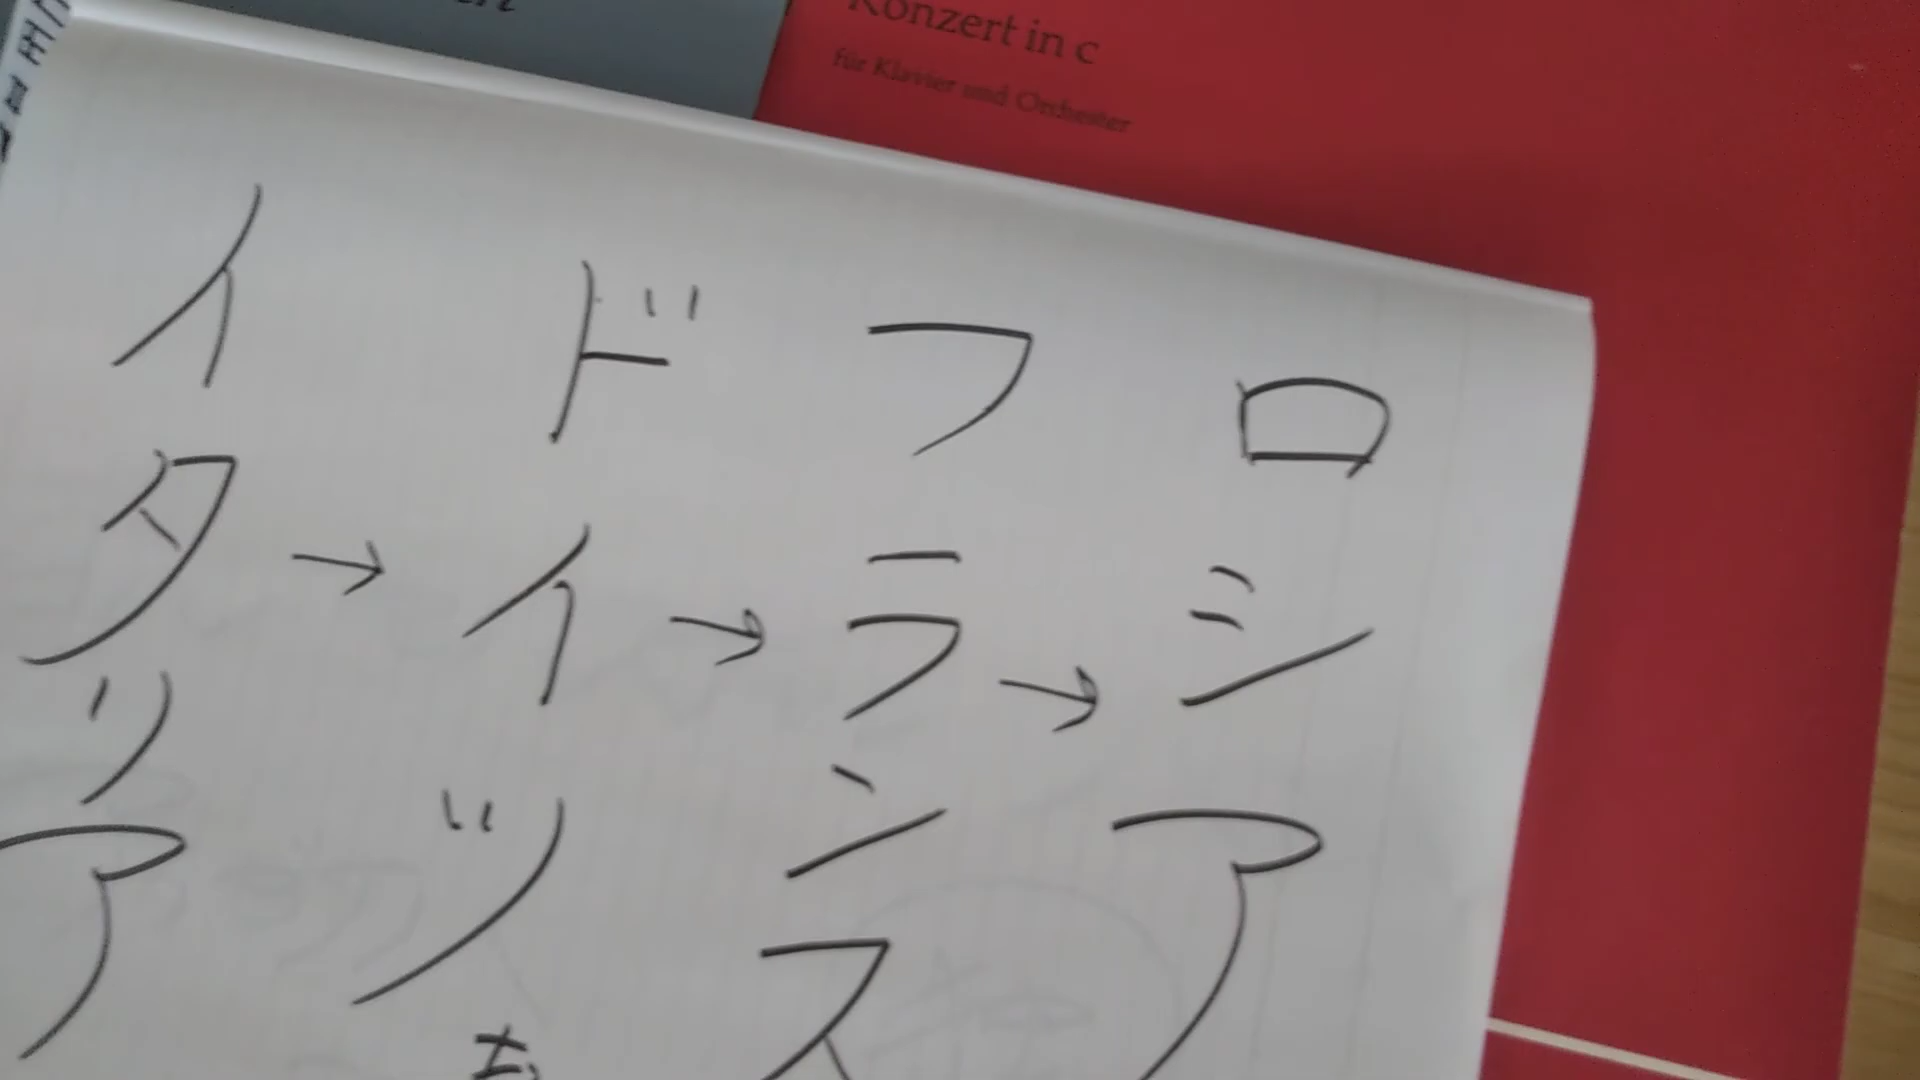 Konzert in c
für Klavier und Orchester
イタリア → ドイツ → フランス → ロシア